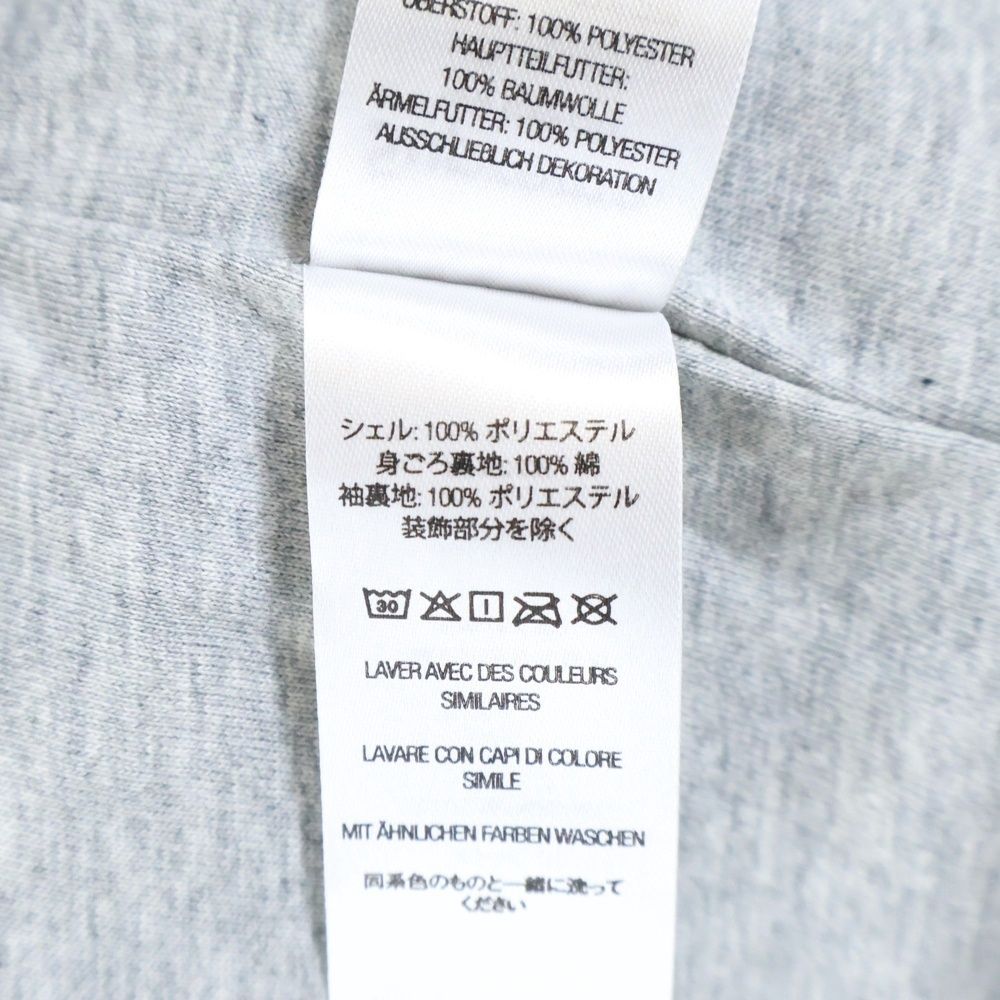 ÜBERSTOFF: 100% POLYESTER
HAUPTTEILFUTTER:
100% BAUMWOLLE
ÄRMELFUTTER: 100% POLYESTER
AUSSCHLIEßLICH DEKORATION
シェル: 100% ポリエステル
身ごろ裏地: 100% 綿
袖裏地: 100% ポリエステル
装飾部分を除く
30
LAVER AVEC DES COULEURS
SIMILAIRES
LAVARE CON CAPI DI COLORE
SIMILE
MIT ÄHNLICHEN FARBEN WASCHEN
同系色のものと一緒に洗って
ください